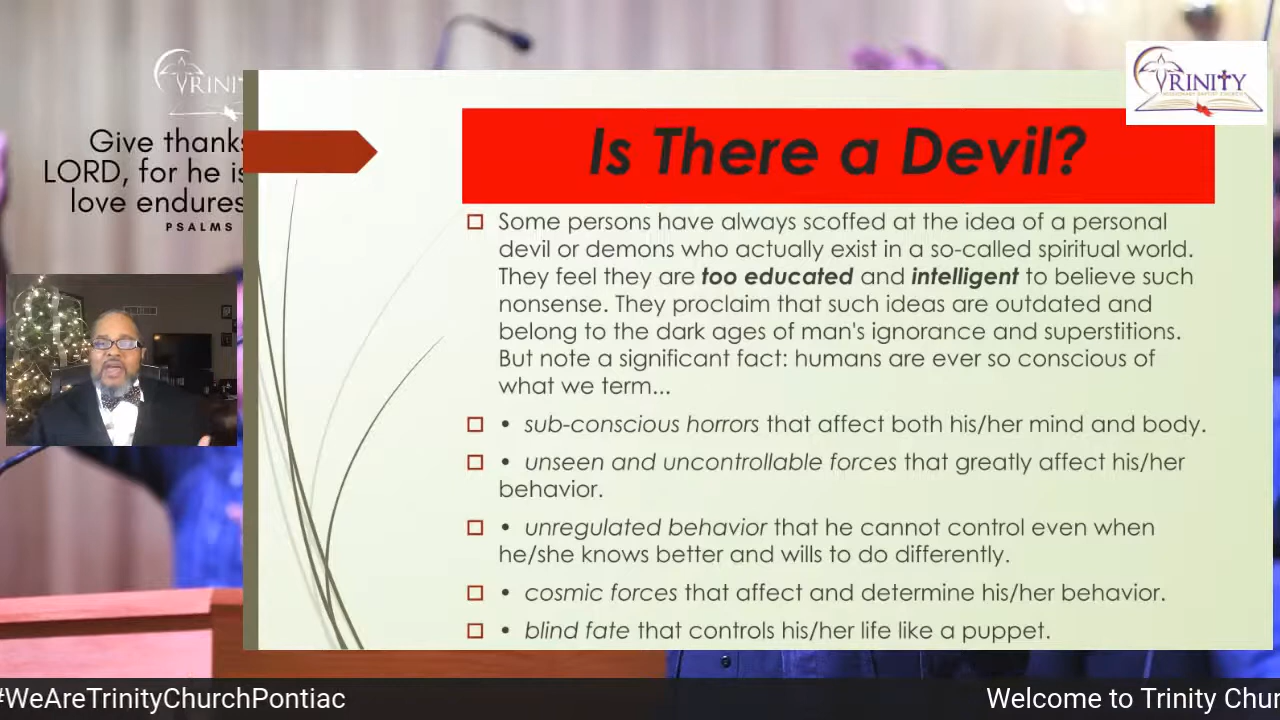 TRINITY
MISSIONARY BAPTIST CHURCH
TRINI
Give thanks
LORD, for he is
love endures
PSALMS
Is There a Devil?
Some persons have always scoffed at the idea of a personal
devil or demons who actually exist in a so-called spiritual world.
They feel they are too educated and intelligent to believe such
nonsense. They proclaim that such ideas are outdated and
belong to the dark ages of man's ignorance and superstitions.
But note a significant fact: humans are ever so conscious of
what we term...
• sub-conscious horrors that affect both his/her mind and body.
• unseen and uncontrollable forces that greatly affect his/her
behavior.
• unregulated behavior that he cannot control even when
he/she knows better and wills to do differently.
• cosmic forces that affect and determine his/her behavior.
• blind fate that controls his/her life like a puppet.
#WeAreTrinityChurchPontiac
Welcome to Trinity Chur